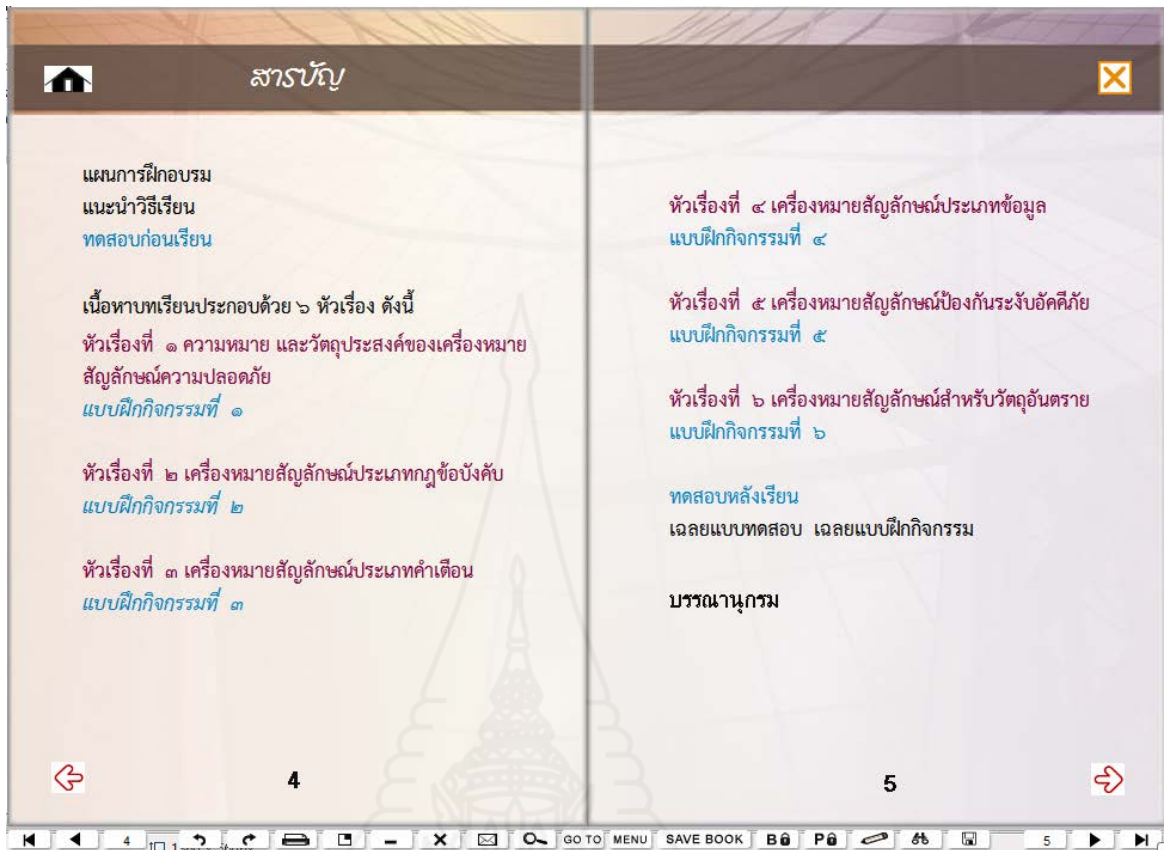 สารบัญ
แผนการฝึกอบรม
แนะนำวิธีเรียน
ทดสอบก่อนเรียน
เนื้อหาบทเรียนประกอบด้วย ๖ หัวเรื่อง ดังนี้
หัวเรื่องที่ ๑ ความหมาย และวัตถุประสงค์ของเครื่องหมาย
สัญลักษณ์ความปลอดภัย
แบบฝึกกิจกรรมที่ ๑
หัวเรื่องที่ ๒ เครื่องหมายสัญลักษณ์ประเภทกฎข้อบังคับ
แบบฝึกกิจกรรมที่ ๒
หัวเรื่องที่ ๓ เครื่องหมายสัญลักษณ์ประเภทคำเตือน
แบบฝึกกิจกรรมที่ ๓
4
หัวเรื่องที่ ๔ เครื่องหมายสัญลักษณ์ประเภทข้อมูล
แบบฝึกกิจกรรมที่ ๔
หัวเรื่องที่ ๕ เครื่องหมายสัญลักษณ์ป้องกันระงับอัคคีภัย
แบบฝึกกิจกรรมที่ ๕
หัวเรื่องที่ ๖ เครื่องหมายสัญลักษณ์สำหรับวัตถุอันตราย
แบบฝึกกิจกรรมที่ ๖
ทดสอบหลังเรียน
เฉลยแบบทดสอบ เฉลยแบบฝึกกิจกรรม
บรรณานุกรม
5
4 GO TO MENU SAVE BOOK B P 5